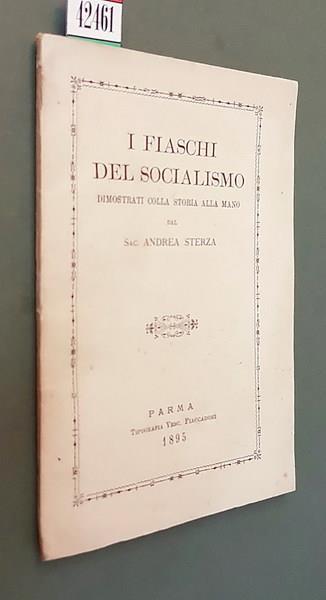 42461
I FIASCHI
DEL SOCIALISMO
DIMOSTRATI COLLA STORIA ALLA MANO
DAL
SAC. ANDREA STERZA
PARMA
TIPOGRAFIA VESC. FIACCADORI
1895